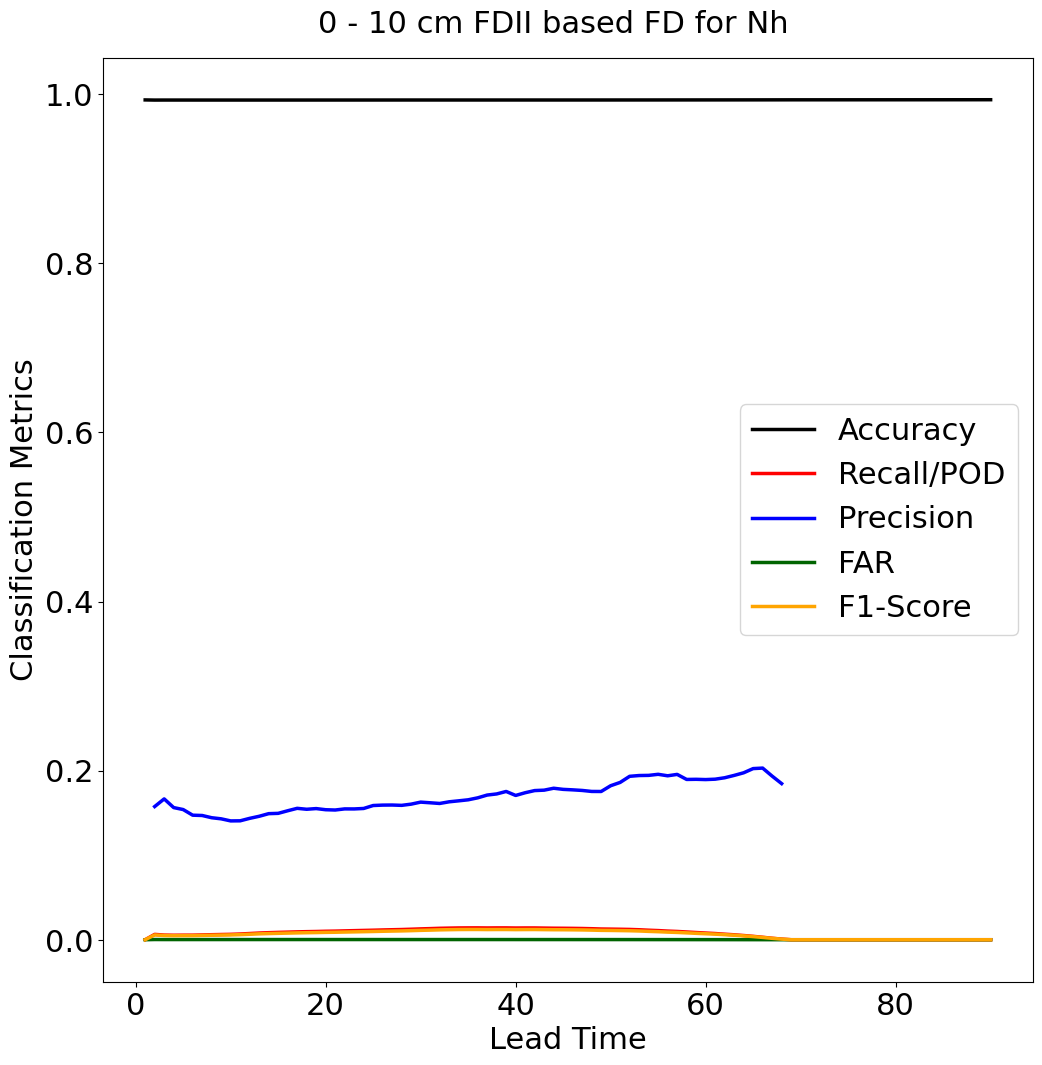 0 - 10 cm FDII based FD for Nh
Classification Metrics
1.0
0.8
0.6
0.4
0.2
0.0
Accuracy
Recall/POD
Precision
FAR
F1-Score
0 20 40 60 80
Lead Time